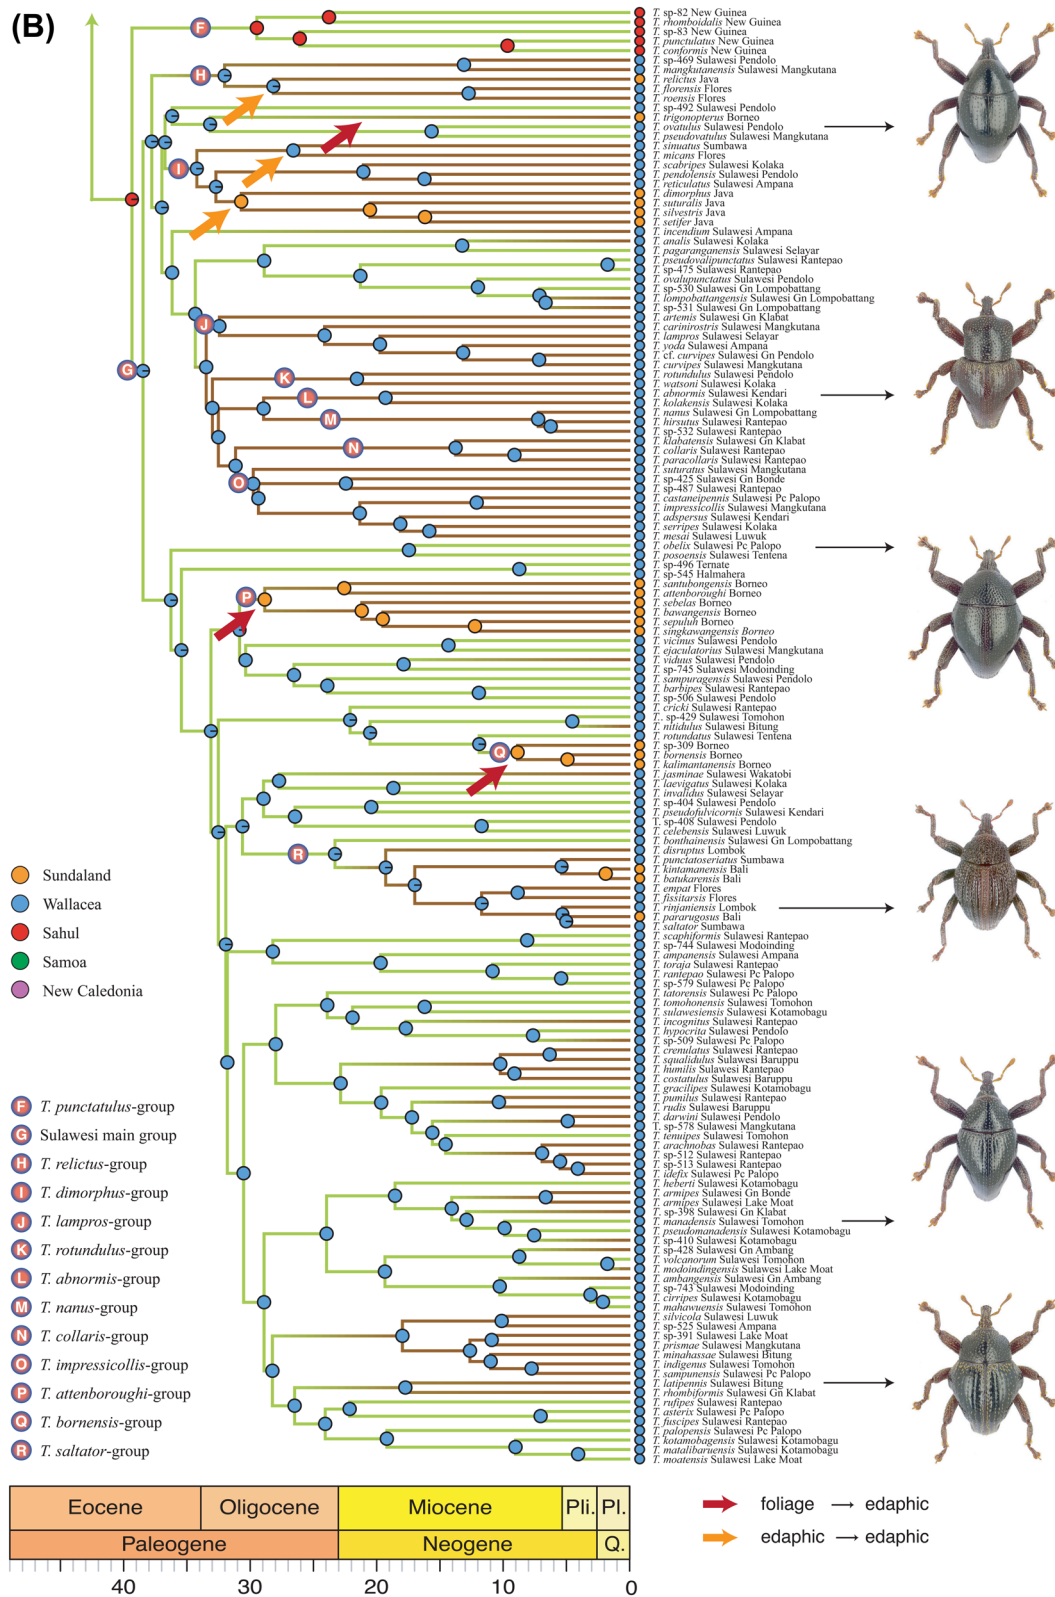 (B)
T. sp-82 New Guinea
T. rhomboidalis New Guinea
T. sp-83 New Guinea
T. punctulatus New Guinea
T. conformis New Guinea
T. sp-469 Sulawesi Pendolo
T. mangkutanensis Sulawesi Mangkutana
T. relictus Java
T. florensis Flores
T. roensis Flores
T. sp-492 Sulawesi Pendolo
T. trigonopterus Borneo
T. ovatulus Sulawesi Pendolo
T. pseudovatulus Sulawesi Mangkutana
T. sinuatus Sumbawa
T. micans Flores
T. scabripes Sulawesi Kolaka
T. pendolensis Sulawesi Pendolo
T. reticulatus Sulawesi Ampana
T. dimorphus Java
T. suturalis Java
T. silvestris Java
T. setifer Java
T. incendium Sulawesi Ampana
T. analis Sulawesi Kolaka
T. pagaranganensis Sulawesi Selayar
T. pseudovalipunctatus Sulawesi Rantepao
T. sp-475 Sulawesi Rantepao
T. ovalupunctatus Sulawesi Pendolo
T. sp-530 Sulawesi Gn Lompobattang
T. lompobattangensis Sulawesi Gn Lompobattang
T. sp-531 Sulawesi Gn Lompobattang
T. artemis Sulawesi Gn Klabat
T. carinirostris Sulawesi Mangkutana
T. lampros Sulawesi Selayar
T. yoda Sulawesi Ampana
T. cf. curvipes Sulawesi Gn Pendolo
T. curvipes Sulawesi Mangkutana
T. rotundulus Sulawesi Pendolo
T. watsoni Sulawesi Kolaka
T. abnormis Sulawesi Kendari
T. kolakensis Sulawesi Kolaka
T. nanus Sulawesi Gn Lompobattang
T. hirsutus Sulawesi Rantepao
T. sp-532 Sulawesi Rantepao
T. klabatensis Sulawesi Gn Klabat
T. collaris Sulawesi Rantepao
T. paracollaris Sulawesi Rantepao
T. suturatus Sulawesi Mangkutana
T. sp-425 Sulawesi Gn Bonde
T. sp-487 Sulawesi Rantepao
T. castaneipennis Sulawesi Pc Palopo
T. impressicollis Sulawesi Mangkutana
T. adspersus Sulawesi Kendari
T. serripes Sulawesi Kolaka
T. mesai Sulawesi Luwuk
T. obelix Sulawesi Pc Palopo
T. posoensis Sulawesi Tentena
T. sp-496 Ternate
T. sp-545 Halmahera
T. santubongensis Borneo
T. attenboroughi Borneo
T. sebelas Borneo
T. bawangensis Borneo
T. sepuluh Borneo
T. singkawangensis Borneo
T. vicinus Sulawesi Pendolo
T. ejaculatorius Sulawesi Mangkutana
T. viduus Sulawesi Pendolo
T. sp-745 Sulawesi Modoinding
T. sampuragensis Sulawesi Pendolo
T. barbipes Sulawesi Rantepao
T. sp-506 Sulawesi Pendolo
T. cricki Sulawesi Rantepao
T.. sp-429 Sulawesi Tomohon
T. nitidulus Sulawesi Bitung
T. rotundatus Sulawesi Tentena
T. sp-309 Borneo
T. bornensis Borneo
T. kalimantanensis Borneo
T. jasminae Sulawesi Wakatobi
T. laevigatus Sulawesi Kolaka
T. invalidus Sulawesi Selayar
T. sp-404 Sulawesi Pendolo
T. pseudofulvicornis Sulawesi Kendari
T. sp-408 Sulawesi Pendolo
T. celebensis Sulawesi Luwuk
T. bonthainensis Sulawesi Gn Lompobattang
T. disruptus Lombok
T. punctatoseriatus Sumbawa
T. kintamanensis Bali
T. batukarensis Bali
T. empat Flores
T. fissitarsis Flores
T. rinjaniensis Lombok
T. pararugosus Bali
T. saltator Sumbawa
T. scaphiformis Sulawesi Rantepao
T. sp-744 Sulawesi Modoinding
T. ampanensis Sulawesi Ampana
T. toraja Sulawesi Rantepao
T. rantepao Sulawesi Pc Palopo
T. sp-579 Sulawesi Pc Palopo
T. tatorensis Sulawesi Pc Palopo
T. tomohonensis Sulawesi Tomohon
T. sulawesiensis Sulawesi Kotamobagu
T. incognitus Sulawesi Rantepao
T. hypocrita Sulawesi Pendolo
T. sp-509 Sulawesi Pc Palopo
T. crenulatus Sulawesi Rantepao
T. squalidulus Sulawesi Baruppu
T. humilis Sulawesi Rantepao
T. costatulus Sulawesi Baruppu
T. gracilipes Sulawesi Kotamobagu
T. pumilus Sulawesi Rantepao
T. rudis Sulawesi Baruppu
T. darwini Sulawesi Pendolo
T. sp-578 Sulawesi Mangkutana
T. tenuipes Sulawesi Tomohon
T. arachnobas Sulawesi Rantepao
T. sp-512 Sulawesi Rantepao
T. sp-513 Sulawesi Rantepao
T. idefix Sulawesi Pc Palopo
T. heberti Sulawesi Kotamobagu
T. armipes Sulawesi Gn Bonde
T. armipes Sulawesi Lake Moat
T. sp-398 Sulawesi Gn Klabat
T. manadensis Sulawesi Tomohon
T. pseudomanadensis Sulawesi Kotamobagu
T. sp-410 Sulawesi Kotamobagu
T. sp-428 Sulawesi Gn Ambang
T. volcanorum Sulawesi Tomohon
T. modoindingensis Sulawesi Lake Moat
T. ambangensis Sulawesi Gn Ambang
T. sp-743 Sulawesi Modoinding
T. cirripes Sulawesi Kotamobagu
T. mahawuensis Sulawesi Tomohon
T. silvicola Sulawesi Luwuk
T. sp-525 Sulawesi Ampana
T. sp-391 Sulawesi Lake Moat
T. prismae Sulawesi Mangkutana
T. minahassae Sulawesi Bitung
T. indigenus Sulawesi Tomohon
T. sampunensis Sulawesi Pc Palopo
T. latipennis Sulawesi Bitung
T. rhombiformis Sulawesi Gn Klabat
T. rufipes Sulawesi Rantepao
T. asterix Sulawesi Pc Palopo
T. fuscipes Sulawesi Rantepao
T. palopensis Sulawesi Pc Palopo
T. kotamobagensis Sulawesi Kotamobagu
T. matalibaruensis Sulawesi Kotamobagu
T. moatensis Sulawesi Lake Moat
F
H
I
J
G
K
L
M
N
O
P
Q
R
Sundaland
Wallacea
Sahul
Samoa
New Caledonia
F T. punctatulus-group
G Sulawesi main group
H T. relictus-group
I T. dimorphus-group
J T. lampros-group
K T. rotundulus-group
L T. abnormis-group
M T. nanus-group
N T. collaris-group
O T. impressicollis-group
P T. attenboroughi-group
Q T. bornensis-group
R T. saltator-group
Eocene Oligocene Miocene Pli. Pl.
Paleogene Neogene Q.
40 30 20 10 0
foliage → edaphic
edaphic → edaphic